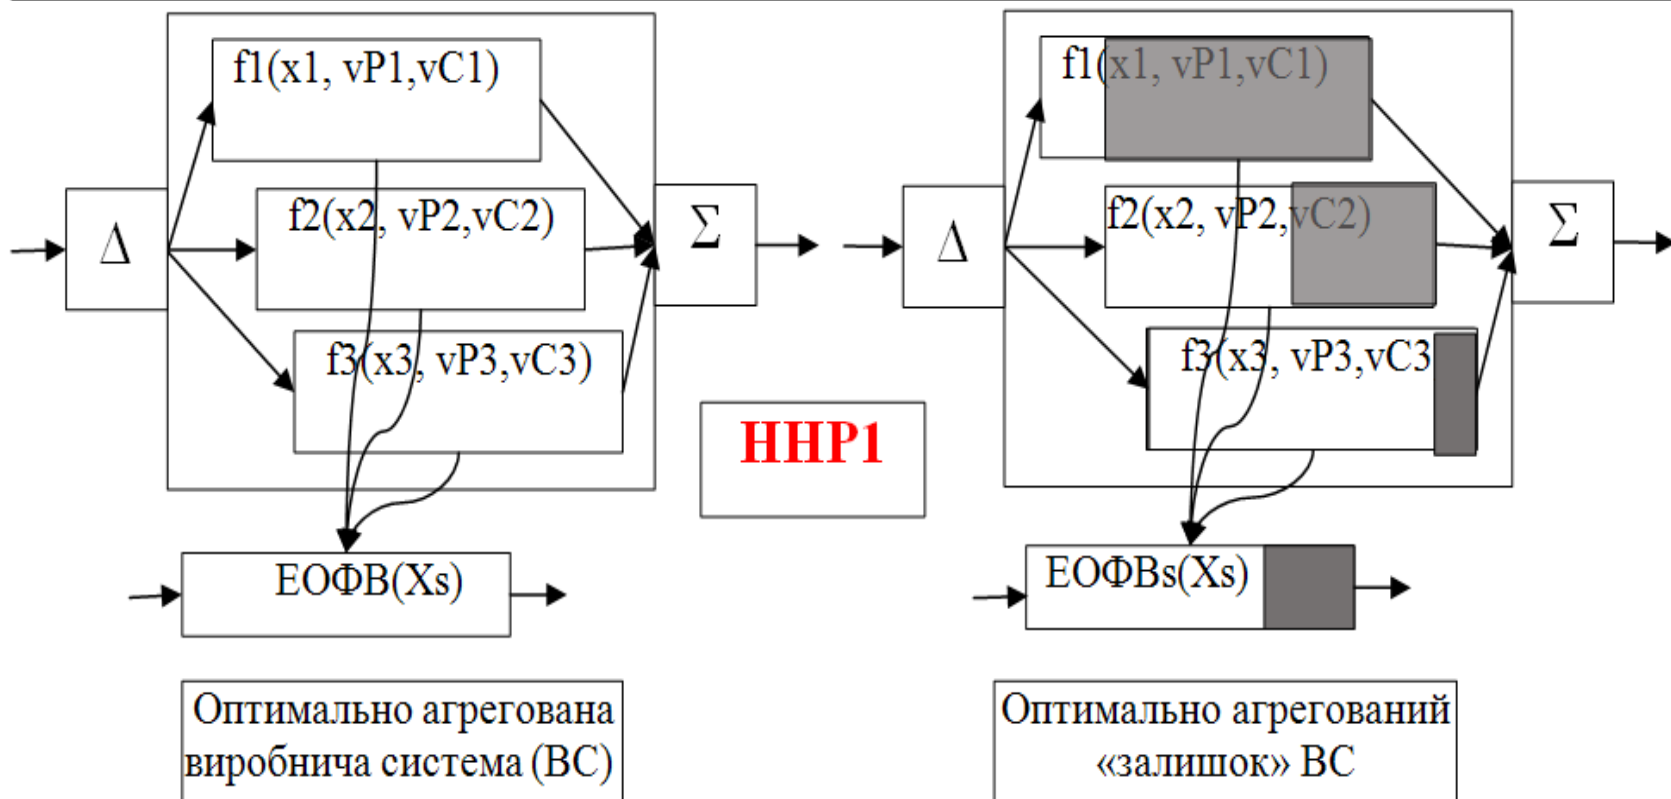 f1(x1, vP1,vC1)
Δ
f2(x2, vP2,vC2)
Σ
f3(x3, vP3,vC3)
ЕОФВ(Xs)
Оптимально агрегована
виробнича система (ВС)
ННР1
f1(x1, vP1,vC1)
Δ
f2(x2, vP2,vC2)
Σ
f3(x3, vP3,vC3
ЕОФВs(Xs)
Оптимально агрегований
«залишок» ВС